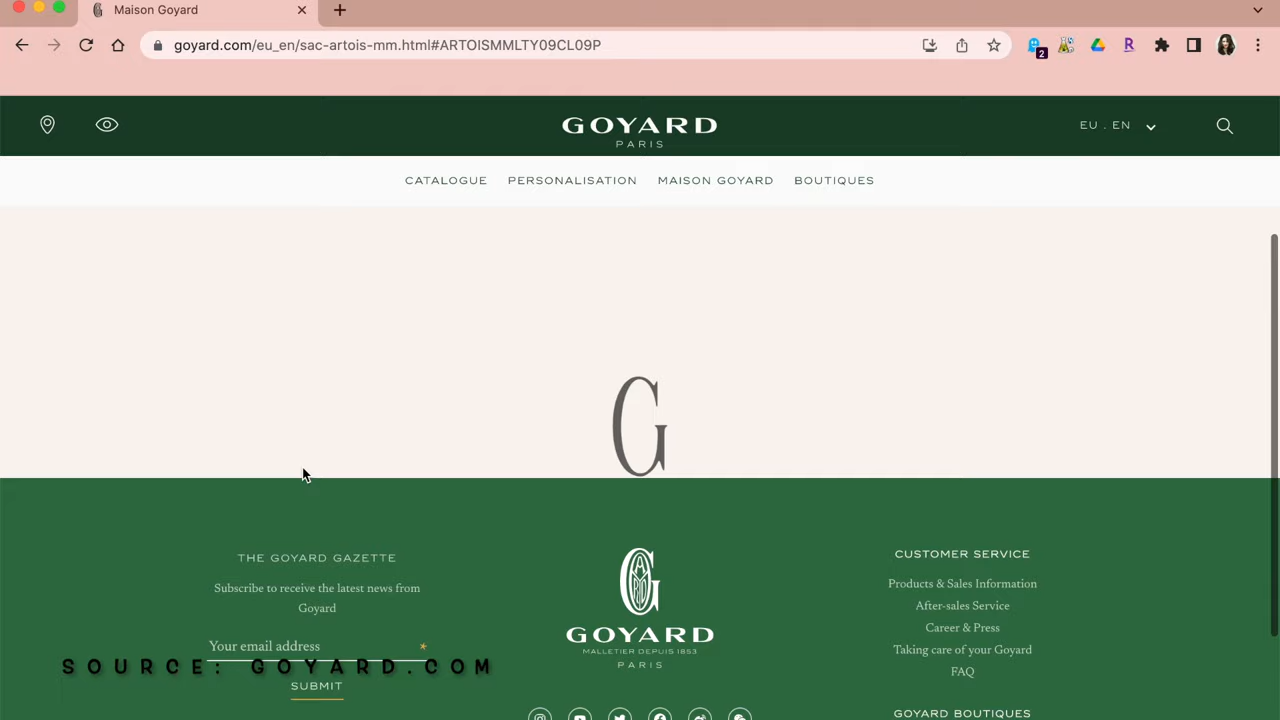 Maison Goyard
goyard.com/eu_en/sac-artois-mm.html#ARTOISMMLTY09CL09P
2
GOYARD
PARIS
EU . EN
CATALOGUE PERSONALISATION MAISON GOYARD BOUTIQUES
G
THE GOYARD GAZETTE
Subscribe to receive the latest news from
Goyard
Your email address *
SUBMIT
SOURCE: GOYARD.COM
GOYARD
MALLETIER DEPUIS 1853
PARIS
CUSTOMER SERVICE
Products & Sales Information
After-sales Service
Career & Press
Taking care of your Goyard
FAQ
GOYARD BOUTIQUES